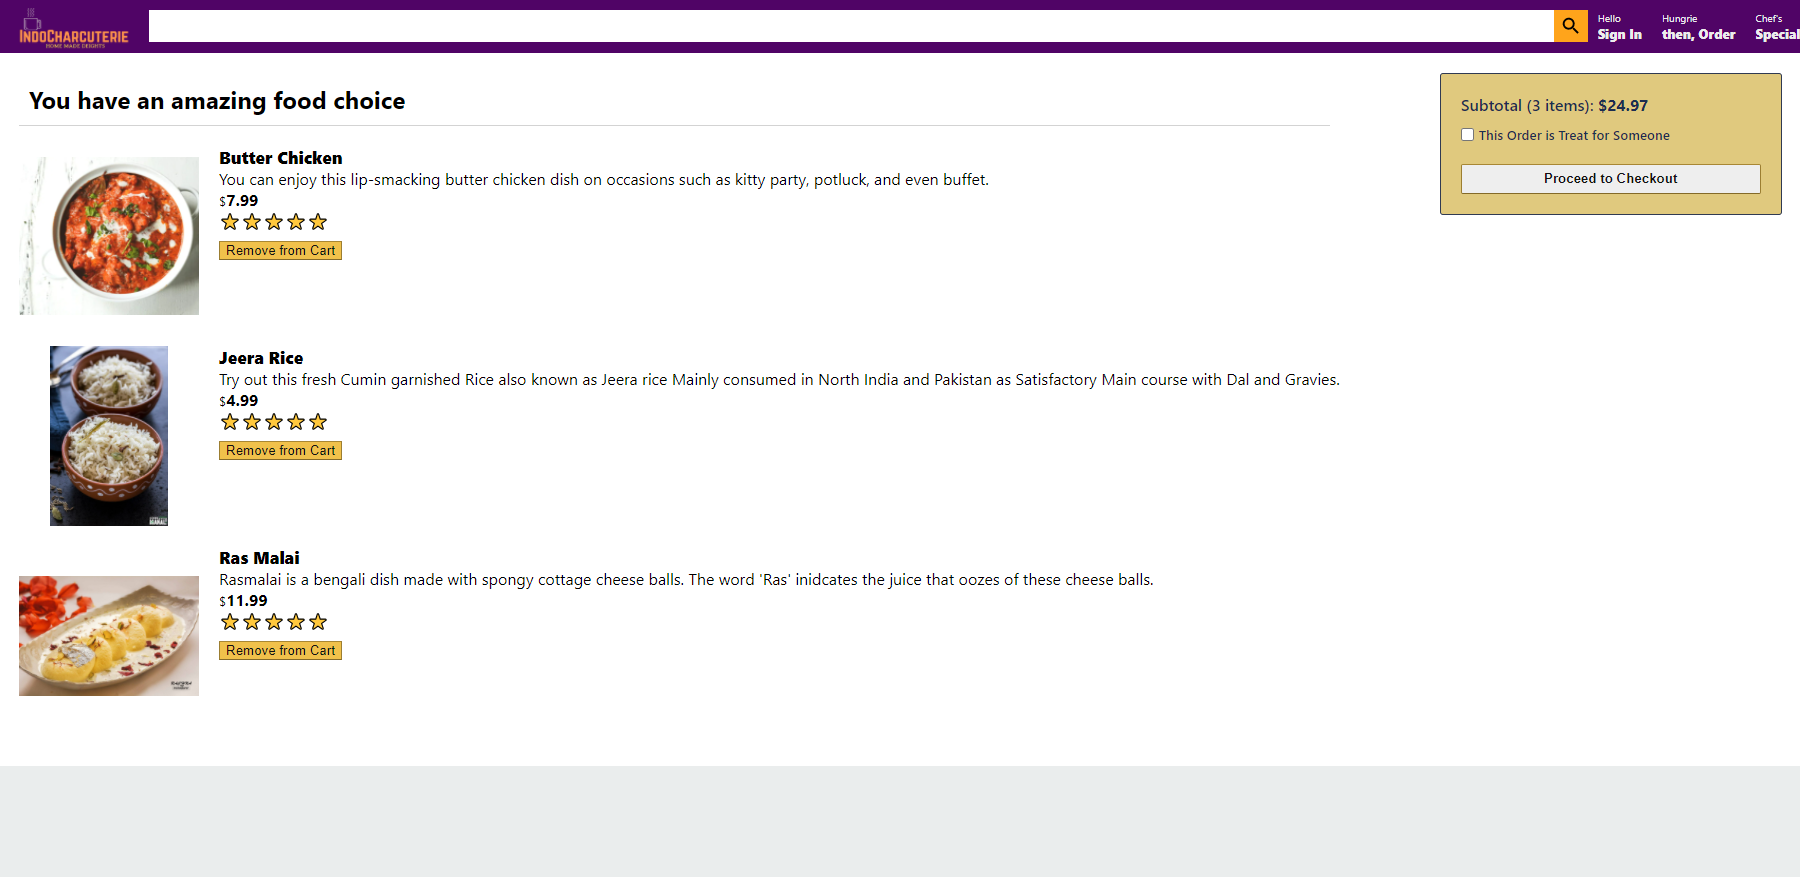 INDOCHARCUTERIE
HOME MADE DEIGHTS
Hello
Sign In
Hungrie
then, Order
Chef's
Special
You have an amazing food choice
Subtotal (3 items): $24.97
This Order is Treat for Someone
Proceed to Checkout
Butter Chicken
You can enjoy this lip-smacking butter chicken dish on occasions such as kitty party, potluck, and even buffet.
$7.99
Remove from Cart
Jeera Rice
Try out this fresh Cumin garnished Rice also known as Jeera rice Mainly consumed in North India and Pakistan as Satisfactory Main course with Dal and Gravies.
$4.99
Remove from Cart
Ras Malai
Rasmalai is a bengali dish made with spongy cottage cheese balls. The word 'Ras' inidcates the juice that oozes of these cheese balls.
$11.99
Remove from Cart